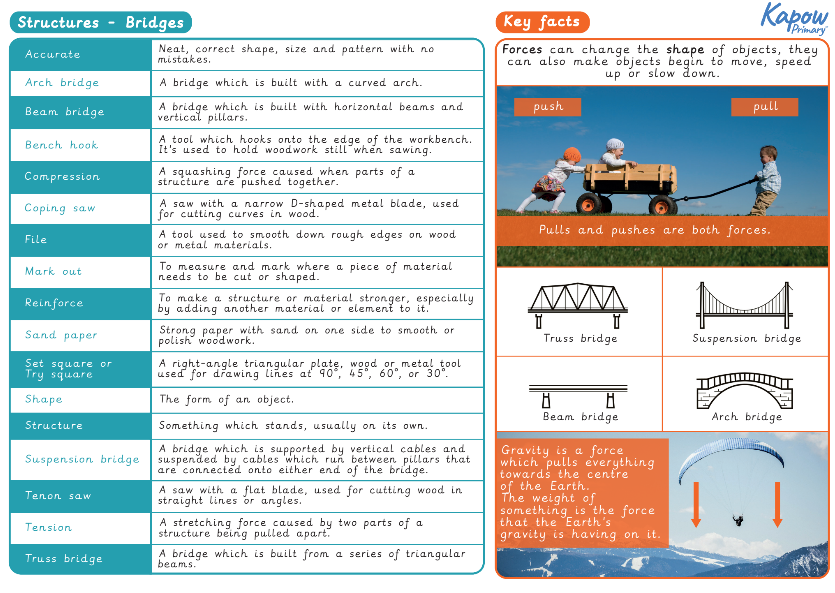 Structures - Bridges
Accurate
Neat, correct shape, size and pattern with no
mistakes.
Arch bridge
A bridge which is built with a curved arch.
Beam bridge
A bridge which is built with horizontal beams and
vertical pillars.
Bench hook
A tool which hooks onto the edge of the workbench.
It's used to hold woodwork still when sawing.
Compression
A squashing force caused when parts of a
structure are pushed together.
Coping saw
A saw with a narrow D-shaped metal blade, used
for cutting curves in wood.
File
A tool used to smooth down rough edges on wood
or metal materials.
Mark out
To measure and mark where a piece of material
needs to be cut or shaped.
Reinforce
To make a structure or material stronger, especially
by adding another material or element to it.
Sand paper
Strong paper with sand on one side to smooth or
polish woodwork.
Set square or
Try square
A right-angle triangular plate, wood or metal tool
used for drawing lines at 90°, 45°, 60°, or 30°.
Shape
The form of an object.
Structure
Something which stands, usually on its own.
Suspension bridge
A bridge which is supported by vertical cables and
suspended by cables which run between pillars that
are connected onto either end of the bridge.
Tenon saw
A saw with a flat blade, used for cutting wood in
straight lines or angles.
Tension
A stretching force caused by two parts of a
structure being pulled apart.
Truss bridge
A bridge which is built from a series of triangular
beams.
Key facts
Kapow
Primary
Forces can change the shape of objects, they
can also make objects begin to move, speed
up or slow down.
push
pull
Pulls and pushes are both forces.
Truss bridge
Suspension bridge
Beam bridge
Arch bridge
Gravity is a force
which pulls everything
towards the centre
of the Earth.
The weight of
something is the force
that the Earth's
gravity is having on it.